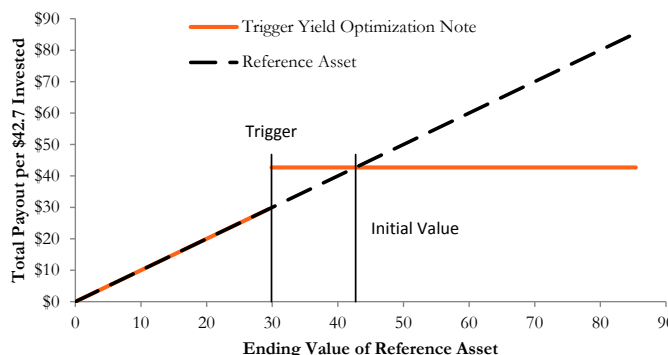 Trigger Yield Optimization Note
Reference Asset
Total Payout per $42.7 Invested
$90
$80
$70
$60
$50
$40
$30
$20
$10
$0
Trigger
Initial Value
0 10 20 30 40 50 60 70 80 90
Ending Value of Reference Asset